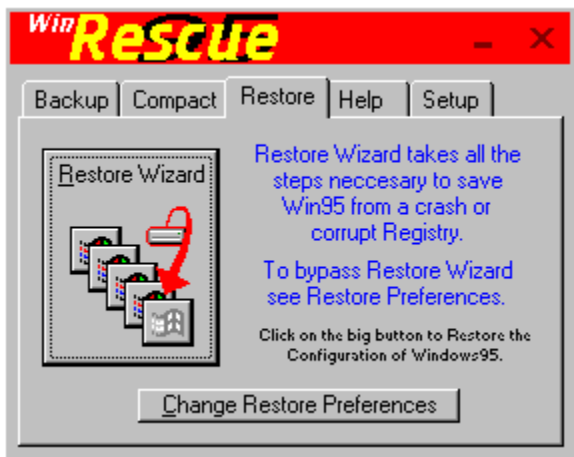 Win Rescue
Backup Compact Restore Help Setup
Restore Wizard
Restore Wizard takes all the
steps neccesary to save
Win95 from a crash or
corrupt Registry.
To bypass Restore Wizard
see Restore Preferences.
Click on the big button to Restore the
Configuration of Windows95.
Change Restore Preferences